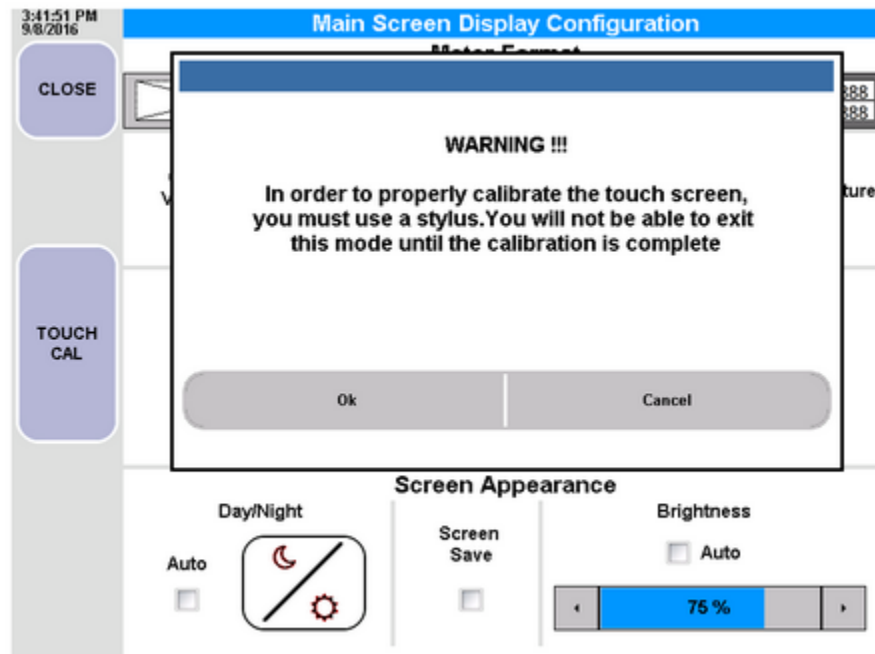 3:41:51 PM
9/8/2016
Main Screen Display Configuration
CLOSE
888
888
WARNING !!!
In order to properly calibrate the touch screen,
you must use a stylus.You will not be able to exit
this mode until the calibration is complete
TOUCH
CAL
Ok
Cancel
Screen Appearance
Day/Night
Auto
Screen
Save
Brightness
Auto
75 %